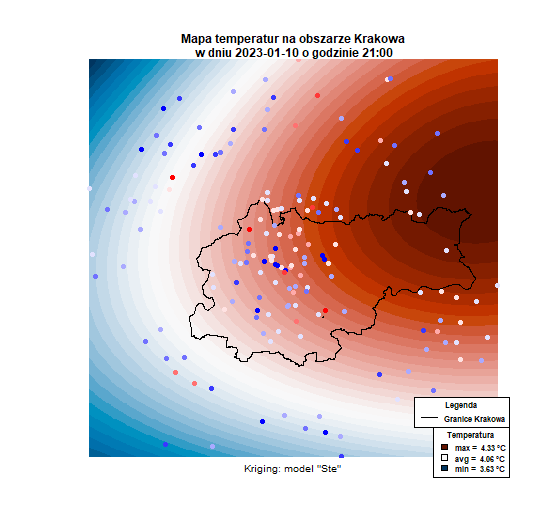 Mapa temperatur na obszarze Krakowa
w dniu 2023-01-10 o godzinie 21:00
Legenda
Granice Krakowa
Temperatura
max = 4.33 °C
avg = 4.06 °C
min = 3.63 °C
Kriging: model "Ste"